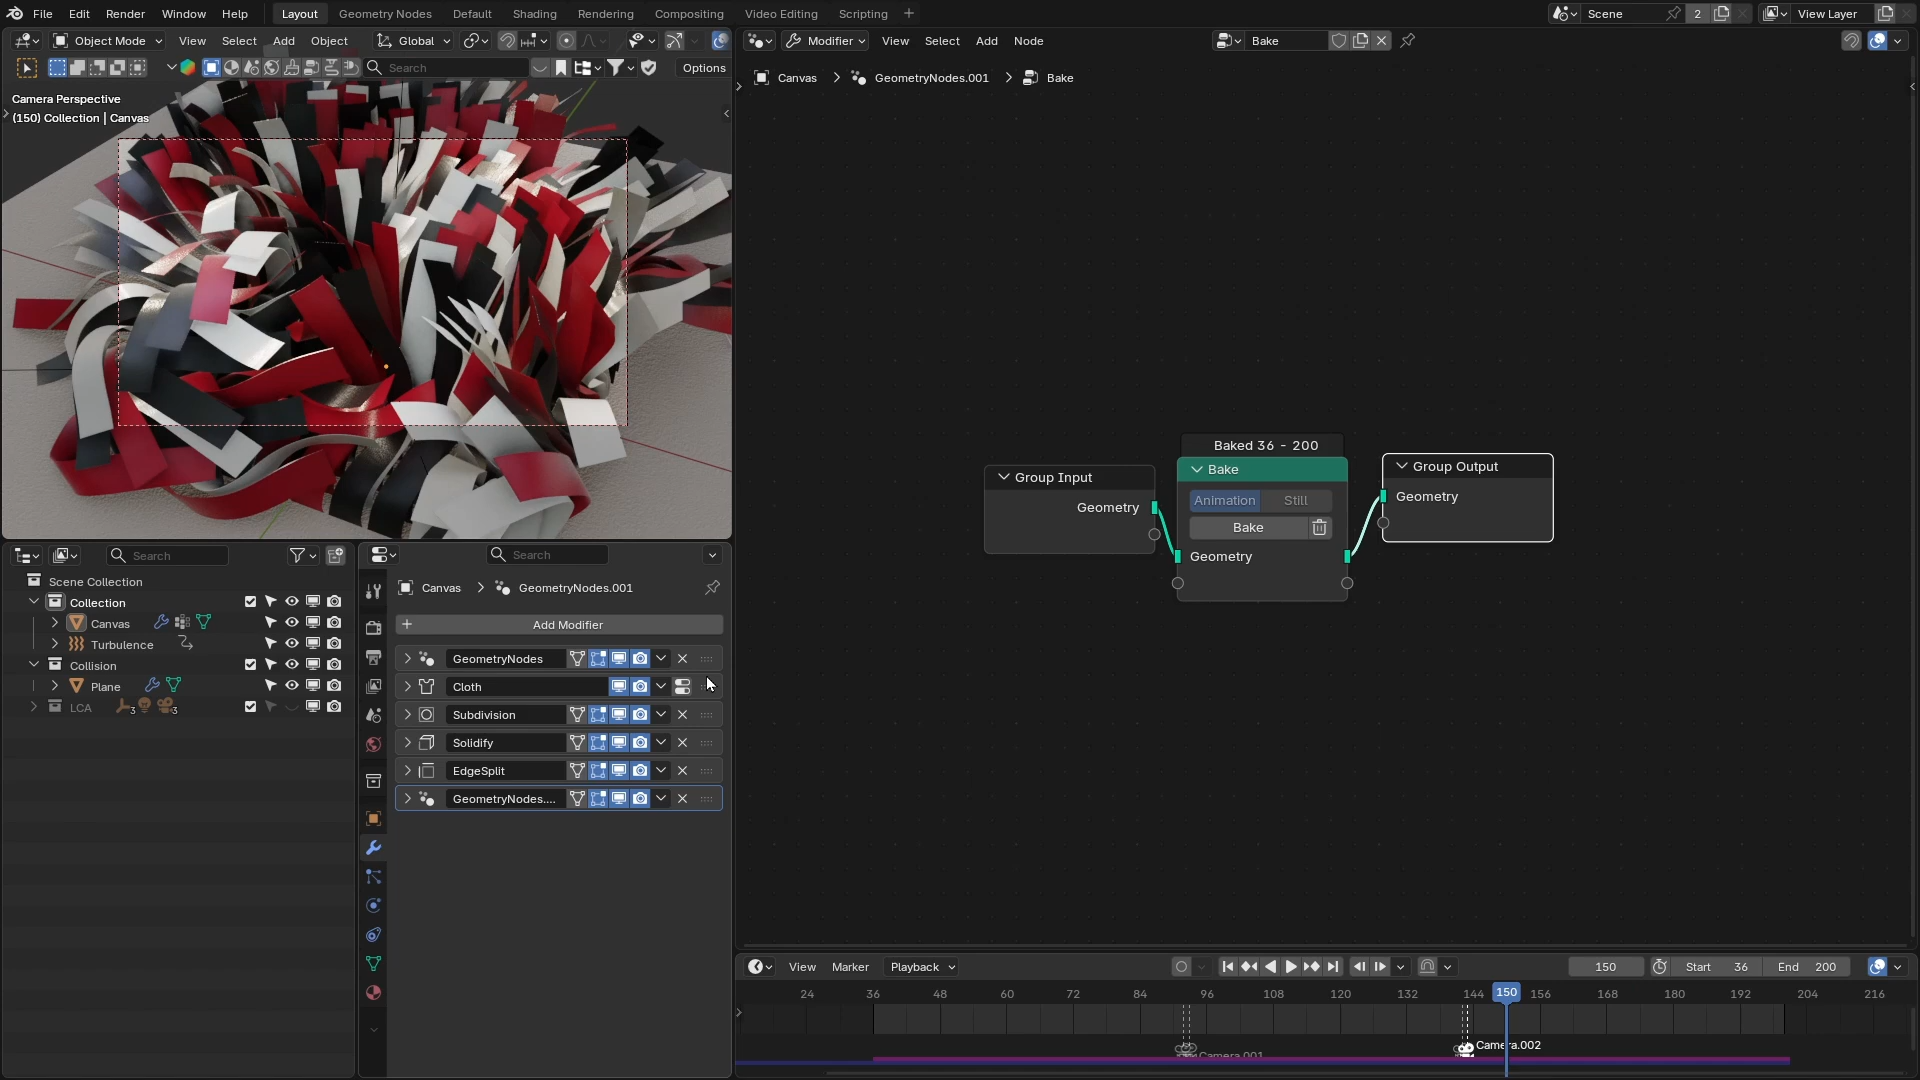 File Edit Render Window Help Layout Geometry Nodes Default Shading Rendering Compositing Video Editing Scripting + Scene 2 View Layer
Object Mode View Select Add Object Global
Search Options
Camera Perspective
(150) Collection | Canvas
Modifier View Select Add Node Bake
Canvas GeometryNodes.001 Bake
Baked 36 - 200
Group Input
Geometry
Bake
Animation Still
Bake
Geometry
Group Output
Geometry
Search
Scene Collection
Collection
Canvas
Turbulence
Collision
Plane
LCA 3 3
Search
Canvas GeometryNodes.001
+ Add Modifier
GeometryNodes
Cloth
Subdivision
Solidify
EdgeSplit
GeometryNodes....
View Marker Playback 150 Start 36 End 200
24 36 48 60 72 84 96 108 120 132 144 150 156 168 180 192 204 216
Camera.001 Camera.002